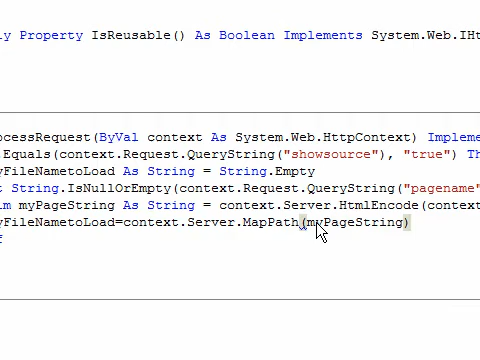 ly Property IsReusable() As Boolean Implements System.Web.IHt
ocessRequest(ByVal context As System.Web.HttpContext) Impleme
.Equals(context.Request.QueryString("showsource"), "true") Th
yFileNametoLoad As String = String.Empty
t String.IsNullOrEmpty(context.Request.QueryString("pagename"
im myPageString As String = context.Server.HtmlEncode(context
yFileNametoLoad=context.Server.MapPath(myPageString)
f